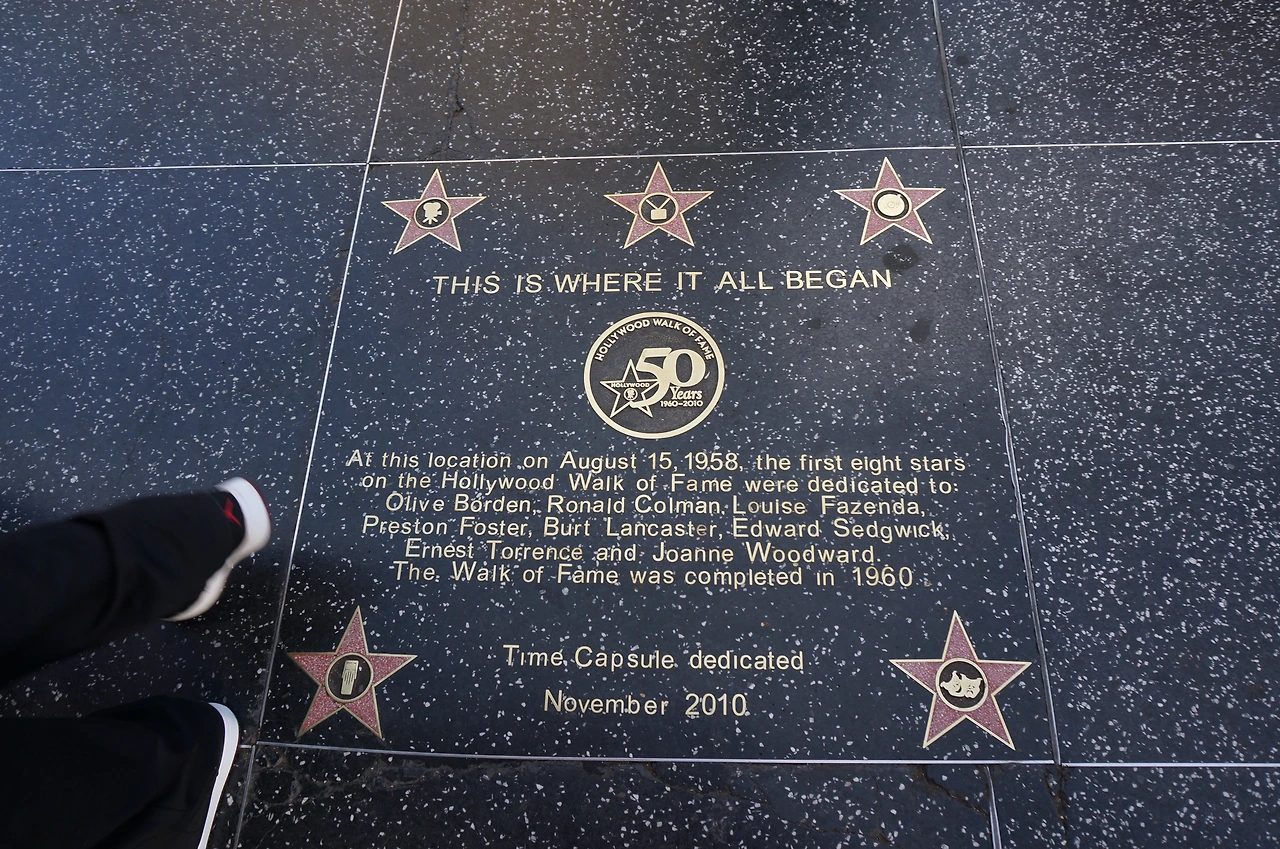 THIS IS WHERE IT ALL BEGAN
HOLLYWOOD WALK OF FAME
50
HOLLYWOOD
Years
1960-2010
At this location on August 15, 1958, the first eight stars
on the Hollywood Walk of Fame were dedicated to:
Olive Borden, Ronald Colman, Louise Fazenda,
Preston Foster, Burt Lancaster, Edward Sedgwick,
Ernest Torrence and Joanne Woodward.
The Walk of Fame was completed in 1960
Time Capsule dedicated
November 2010